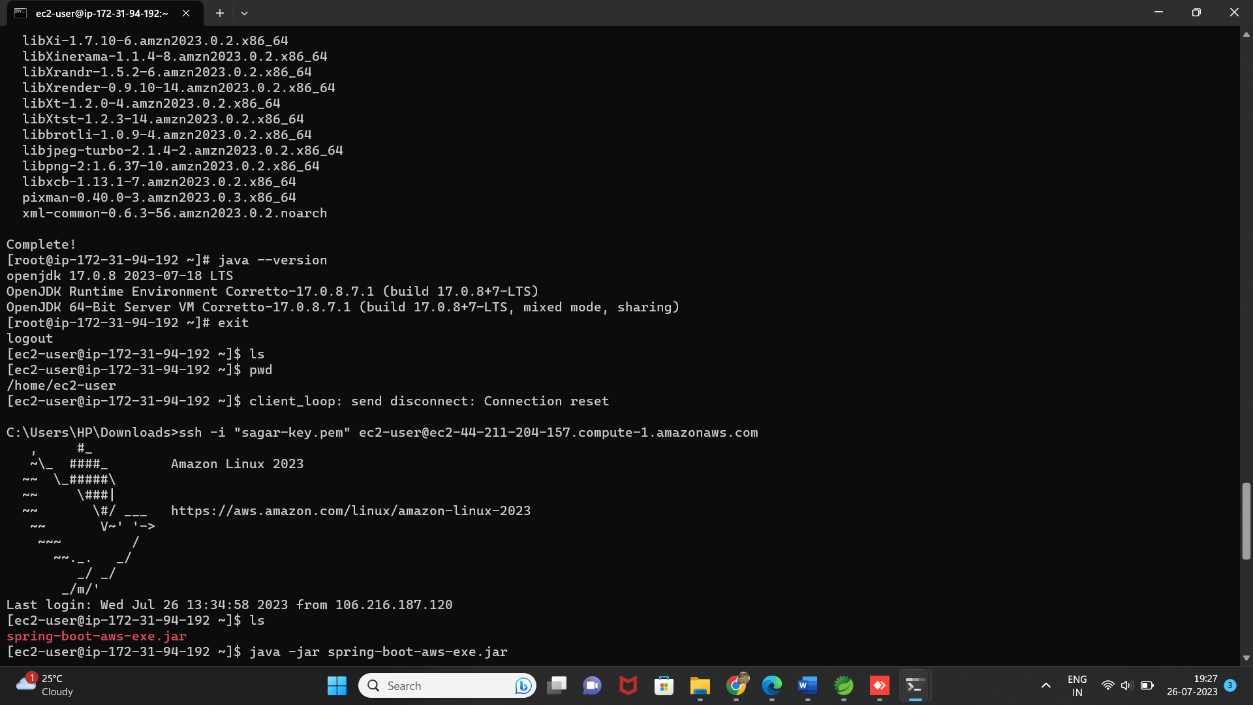 ec2-user@ip-172-31-94-192:~
libXi-1.7.10-6.amzn2023.0.2.x86_64
libXinerama-1.1.4-8.amzn2023.0.2.x86_64
libXrandr-1.5.2-6.amzn2023.0.2.x86_64
libXrender-0.9.10-14.amzn2023.0.2.x86_64
libXt-1.2.0-4.amzn2023.0.2.x86_64
libXtst-1.2.3-14.amzn2023.0.2.x86_64
libbrotli-1.0.9-4.amzn2023.0.2.x86_64
libjpeg-turbo-2.1.4-2.amzn2023.0.2.x86_64
libpng-2:1.6.37-10.amzn2023.0.2.x86_64
libxcb-1.13.1-7.amzn2023.0.2.x86_64
pixman-0.40.0-3.amzn2023.0.3.x86_64
xml-common-0.6.3-56.amzn2023.0.2.noarch
Complete!
[root@ip-172-31-94-192 ~]# java --version
openjdk 17.0.8 2023-07-18 LTS
OpenJDK Runtime Environment Corretto-17.0.8.7.1 (build 17.0.8+7-LTS)
OpenJDK 64-Bit Server VM Corretto-17.0.8.7.1 (build 17.0.8+7-LTS, mixed mode, sharing)
[root@ip-172-31-94-192 ~]# exit
logout
[ec2-user@ip-172-31-94-192 ~]$ ls
[ec2-user@ip-172-31-94-192 ~]$ pwd
/home/ec2-user
[ec2-user@ip-172-31-94-192 ~]$ client_loop: send disconnect: Connection reset
C:\Users\HP\Downloads>ssh -i "sagar-key.pem" ec2-user@ec2-44-211-204-157.compute-1.amazonaws.com
   ,     #_
   ~\_  ####_        Amazon Linux 2023
  ~~  \_#####\
  ~~     \###|
  ~~       \#/ ___   https://aws.amazon.com/linux/amazon-linux-2023
   ~~       V~' '->
    ~~~         /
      ~~._.   _/
         _/ _/
       _/m/'
Last login: Wed Jul 26 13:34:58 2023 from 106.216.187.120
[ec2-user@ip-172-31-94-192 ~]$ ls
spring-boot-aws-exe.jar
[ec2-user@ip-172-31-94-192 ~]$ java -jar spring-boot-aws-exe.jar
1
25°C
Cloudy
Search
ENG
IN
19:27
26-07-2023
3